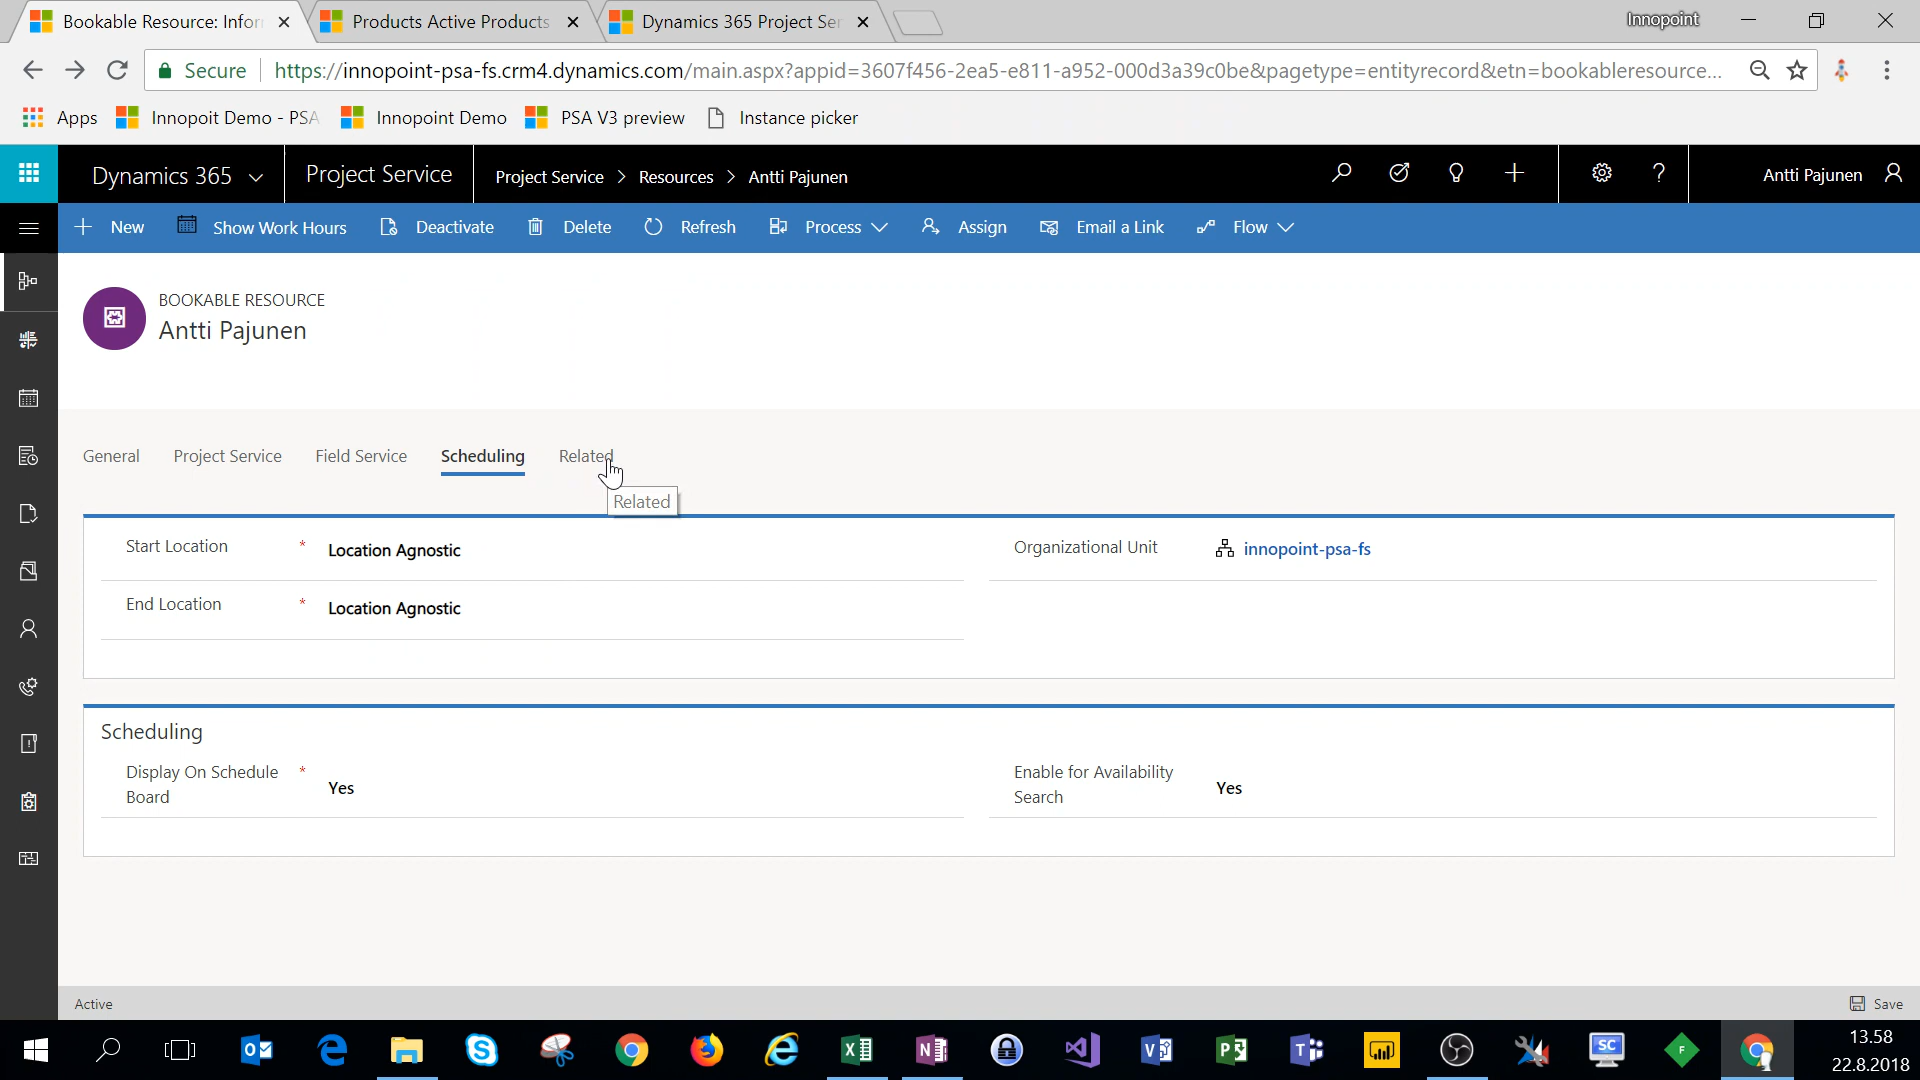 Bookable Resource: Infor
Products Active Products
Dynamics 365 Project Ser
Innopoint
Secure
https://innopoint-psa-fs.crm4.dynamics.com/main.aspx?appid=3607f456-2ea5-e811-a952-000d3a39c0be&pagetype=entityrecord&etn=bookableresource...
Apps
Innopoit Demo - PSA
Innopoint Demo
PSA V3 preview
Instance picker
Dynamics 365
Project Service
Project Service > Resources > Antti Pajunen
Antti Pajunen
New
Show Work Hours
Deactivate
Delete
Refresh
Process
Assign
Email a Link
Flow
BOOKABLE RESOURCE
Antti Pajunen
General
Project Service
Field Service
Scheduling
Related
Related
Start Location * Location Agnostic
Organizational Unit innopoint-psa-fs
End Location * Location Agnostic
Scheduling
Display On Schedule
Board
* Yes
Enable for Availability
Search
Yes
Active
Save
13.58
22.8.2018